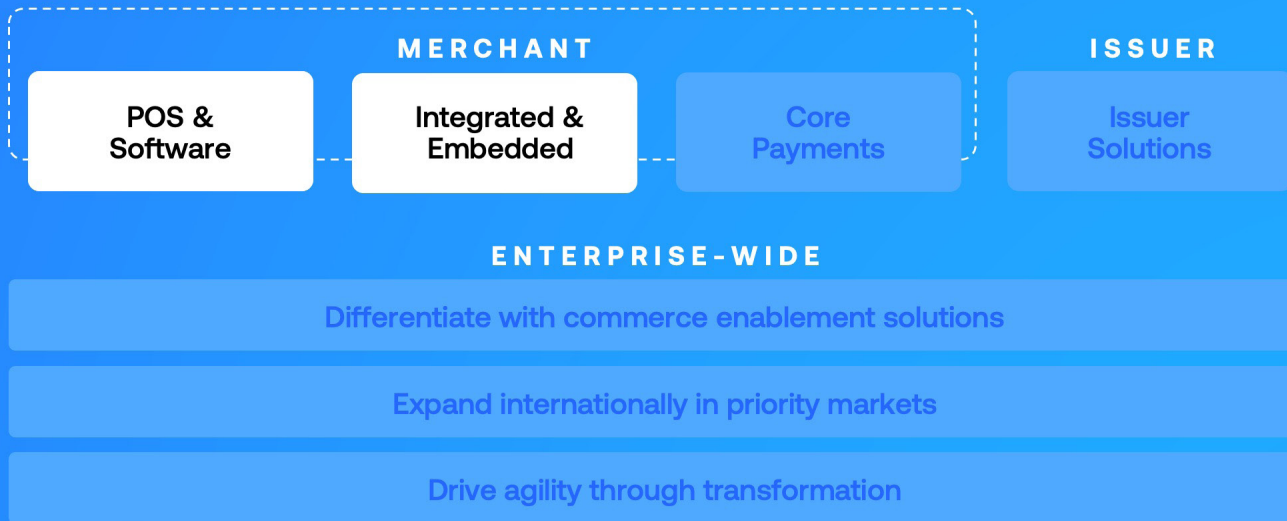 MERCHANT
ISSUER
POS &
Software
Integrated &
Embedded
Core
Payments
Issuer
Solutions
ENTERPRISE-WIDE
Differentiate with commerce enablement solutions
Expand internationally in priority markets
Drive agility through transformation